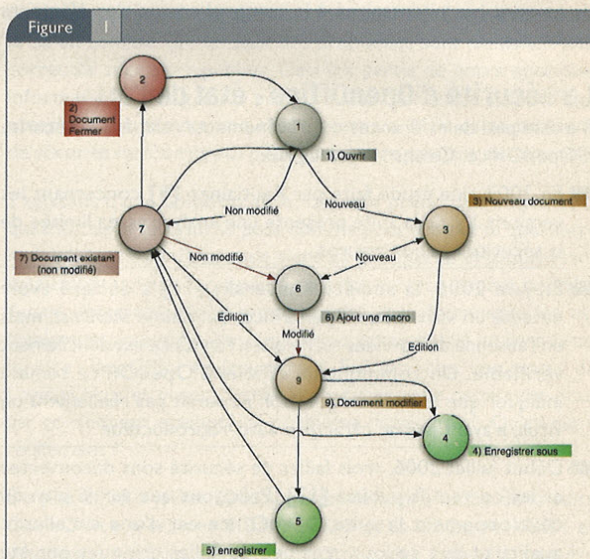 Figure 1
2
2)
Document
Fermer
1
1) Ouvrir
Non modifié
Nouveau
3) Nouveau document
7
3
7) Document existant
(non modifié)
Non modifié
Nouveau
6
6) Ajout une macro
Edition
Modifié
Edition
9
9) Document modifier
4
4) Enregistrer sous
5
5) enregistrer